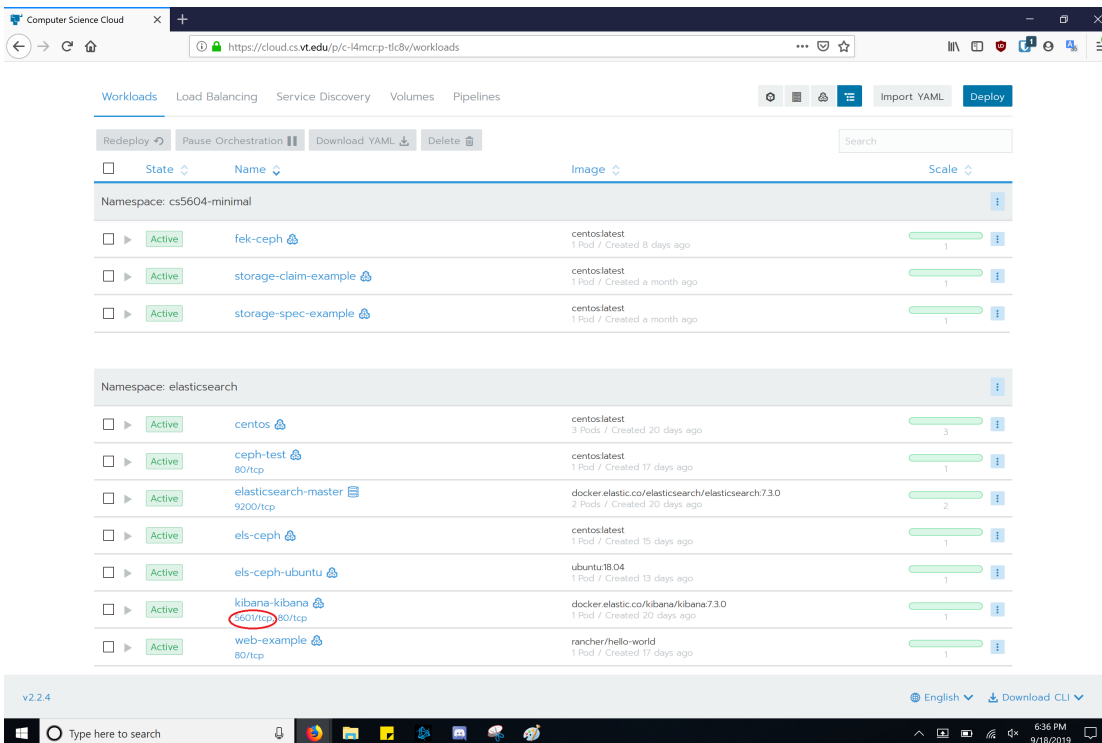 Computer Science Cloud
https://cloud.cs.vt.edu/p/c-l4mcr:p-tlc8v/workloads
1
Workloads Load Balancing Service Discovery Volumes Pipelines Import YAML Deploy
Redeploy Pause Orchestration Download YAML Delete Search
State Name Image Scale
Namespace: cs5604-minimal
Active fek-ceph centos:latest
1 Pod / Created 8 days ago 1
Active storage-claim-example centos:latest
1 Pod / Created a month ago 1
Active storage-spec-example centos:latest
1 Pod / Created a month ago 1
Namespace: elasticsearch
Active centos centos:latest
3 Pods / Created 20 days ago 3
Active ceph-test centos:latest
80/tcp 1 Pod / Created 17 days ago 1
Active elasticsearch-master docker.elastic.co/elasticsearch/elasticsearch:7.3.0
9200/tcp 2 Pods / Created 20 days ago 2
Active els-ceph centos:latest
1 Pod / Created 15 days ago 1
Active els-ceph-ubuntu ubuntu:18.04
1 Pod / Created 13 days ago 1
Active kibana-kibana docker.elastic.co/kibana/kibana:7.3.0
5601/tcp, 80/tcp 1 Pod / Created 20 days ago 1
Active web-example rancher/hello-world
80/tcp 1 Pod / Created 17 days ago 1
v2.2.4 English Download CLI
Type here to search 6:36 PM
9/18/2019